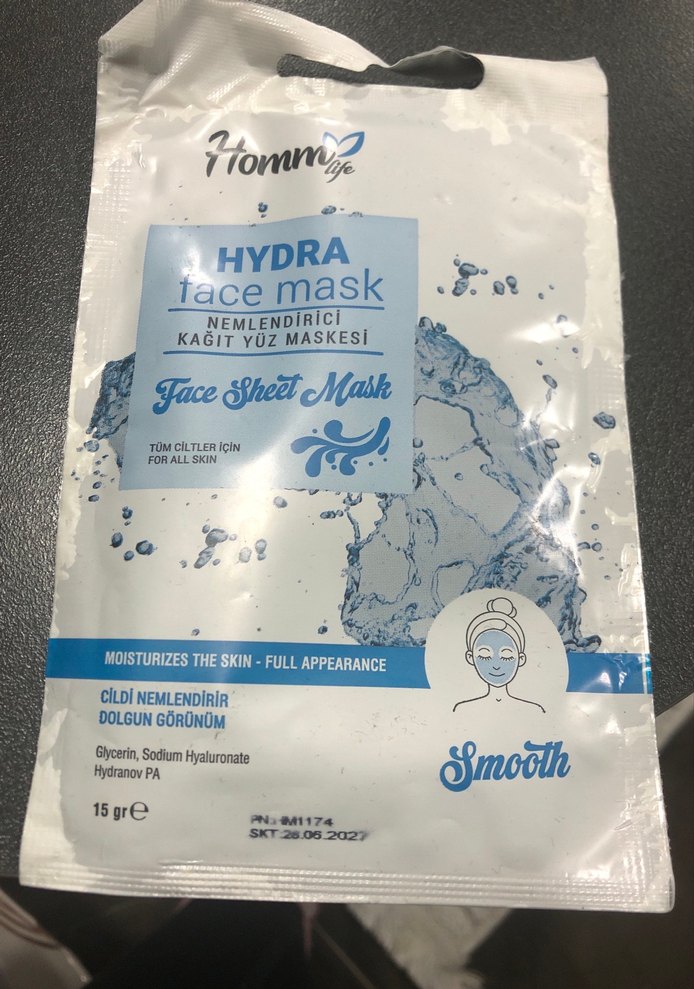 Homm life
HYDRA
face mask
NEMLENDİRİCİ
KAĞIT YÜZ MASKESİ
Face Sheet Mask
TÜM CİLTLER İÇİN
FOR ALL SKIN
MOISTURIZES THE SKIN - FULL APPEARANCE
CİLDİ NEMLENDİRİR
DOLGUN GÖRÜNÜM
Smooth
Glycerin, Sodium Hyaluronate
Hydranov PA
15 gr℮
PN.:HM1174
SKT.28.06.2027